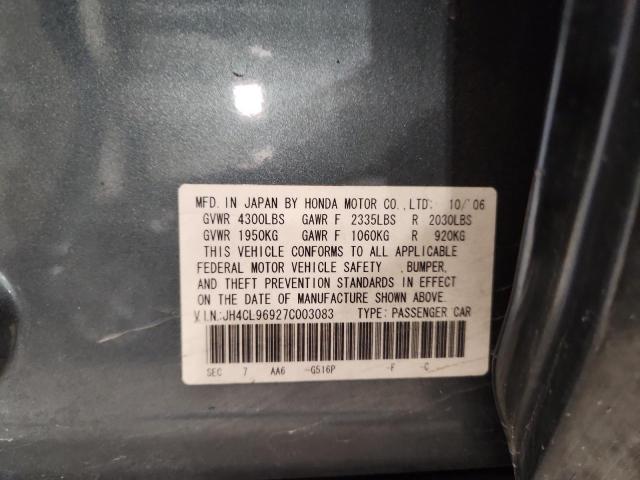 MFD. IN JAPAN BY HONDA MOTOR CO.,LTD. 10/'06
GVWR 4300LBS GAWR F 2335LBS R 2030LBS
GVWR 1950KG GAWR F 1060KG R 920KG
THIS VEHICLE CONFORMS TO ALL APPLICABLE
FEDERAL MOTOR VEHICLE SAFETY ,BUMPER,
AND THEFT PREVENTION STANDARDS IN EFFECT
ON THE DATE OF MANUFACTURE SHOWN ABOVE.
V.I.N.:JH4CL96927C003083 TYPE: PASSENGER CAR
SEC 7 AA6 -G516P -F -C